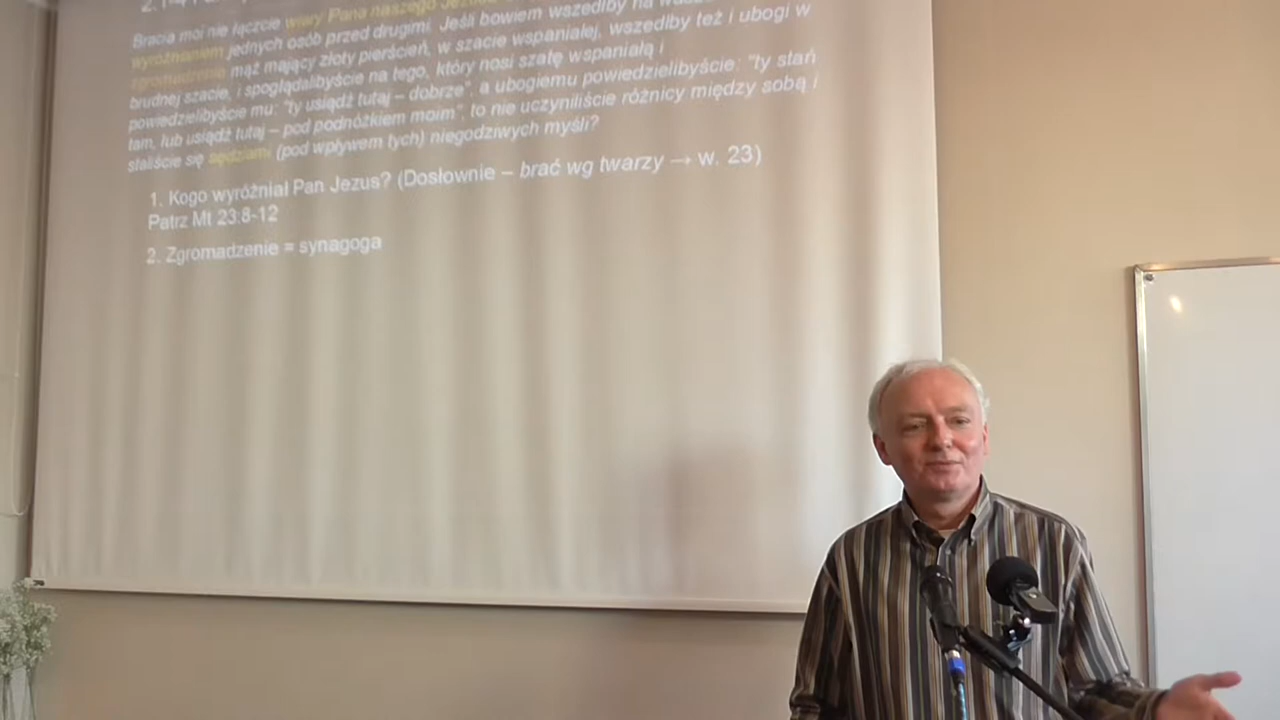 Bracia moi nie łączcie wiary Pana naszego
wyróżnianiem jednych osób przed drugimi. Jeśli bowiem wszedłby na
zgromadzenie mąż mający złoty pierścień, w szacie wspaniałej, wszedłby też i ubogi w
brudnej szacie, i spoglądalibyście na tego, który nosi szatę wspaniałą i
powiedzielibyście mu: "ty usiądź tutaj – dobrze", a ubogiemu powiedzielibyście: "ty stań
tam, lub usiądź tutaj – pod podnóżkiem moim", to nie uczyniliście różnicy między sobą i
staliście się sędziami (pod wpływem tych) niegodziwych myśli?
1. Kogo wyróżniał Pan Jezus? (Dosłownie – brać wg twarzy → w. 23)
Patrz Mt 23:8-12
2. Zgromadzenie = synagoga